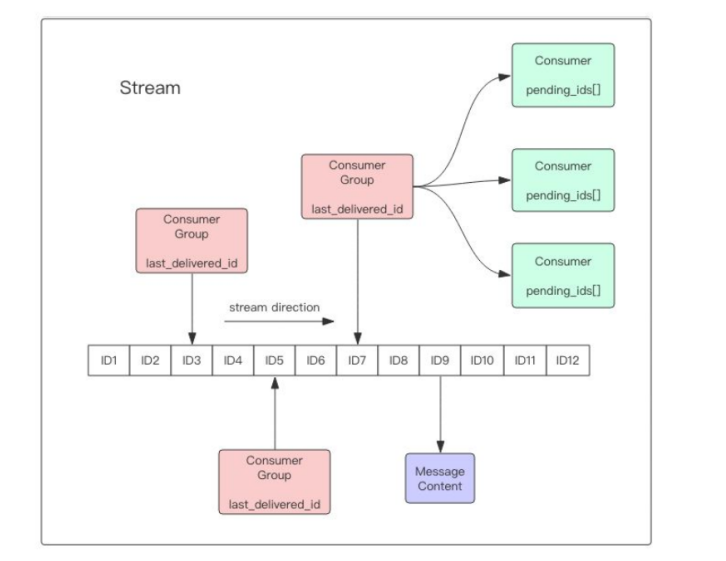 Stream
Consumer
pending_ids[]
Consumer
Group
last_delivered_id
Consumer
pending_ids[]
Consumer
Group
last_delivered_id
Consumer
pending_ids[]
stream direction
ID1 ID2 ID3 ID4 ID5 ID6 ID7 ID8 ID9 ID10 ID11 ID12
Consumer
Group
last_delivered_id
Message
Content